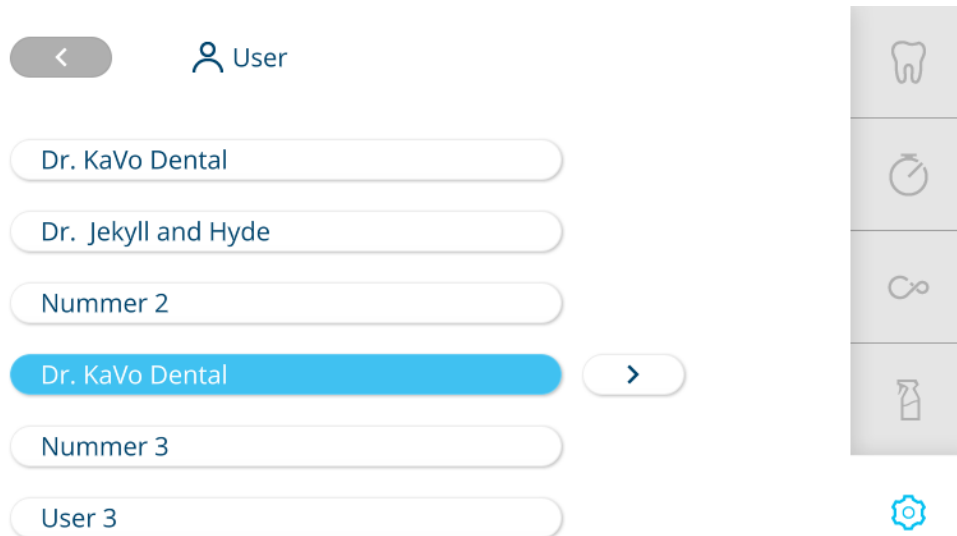 User
Dr. KaVo Dental
Dr. Jekyll and Hyde
Nummer 2
Dr. KaVo Dental
Nummer 3
User 3